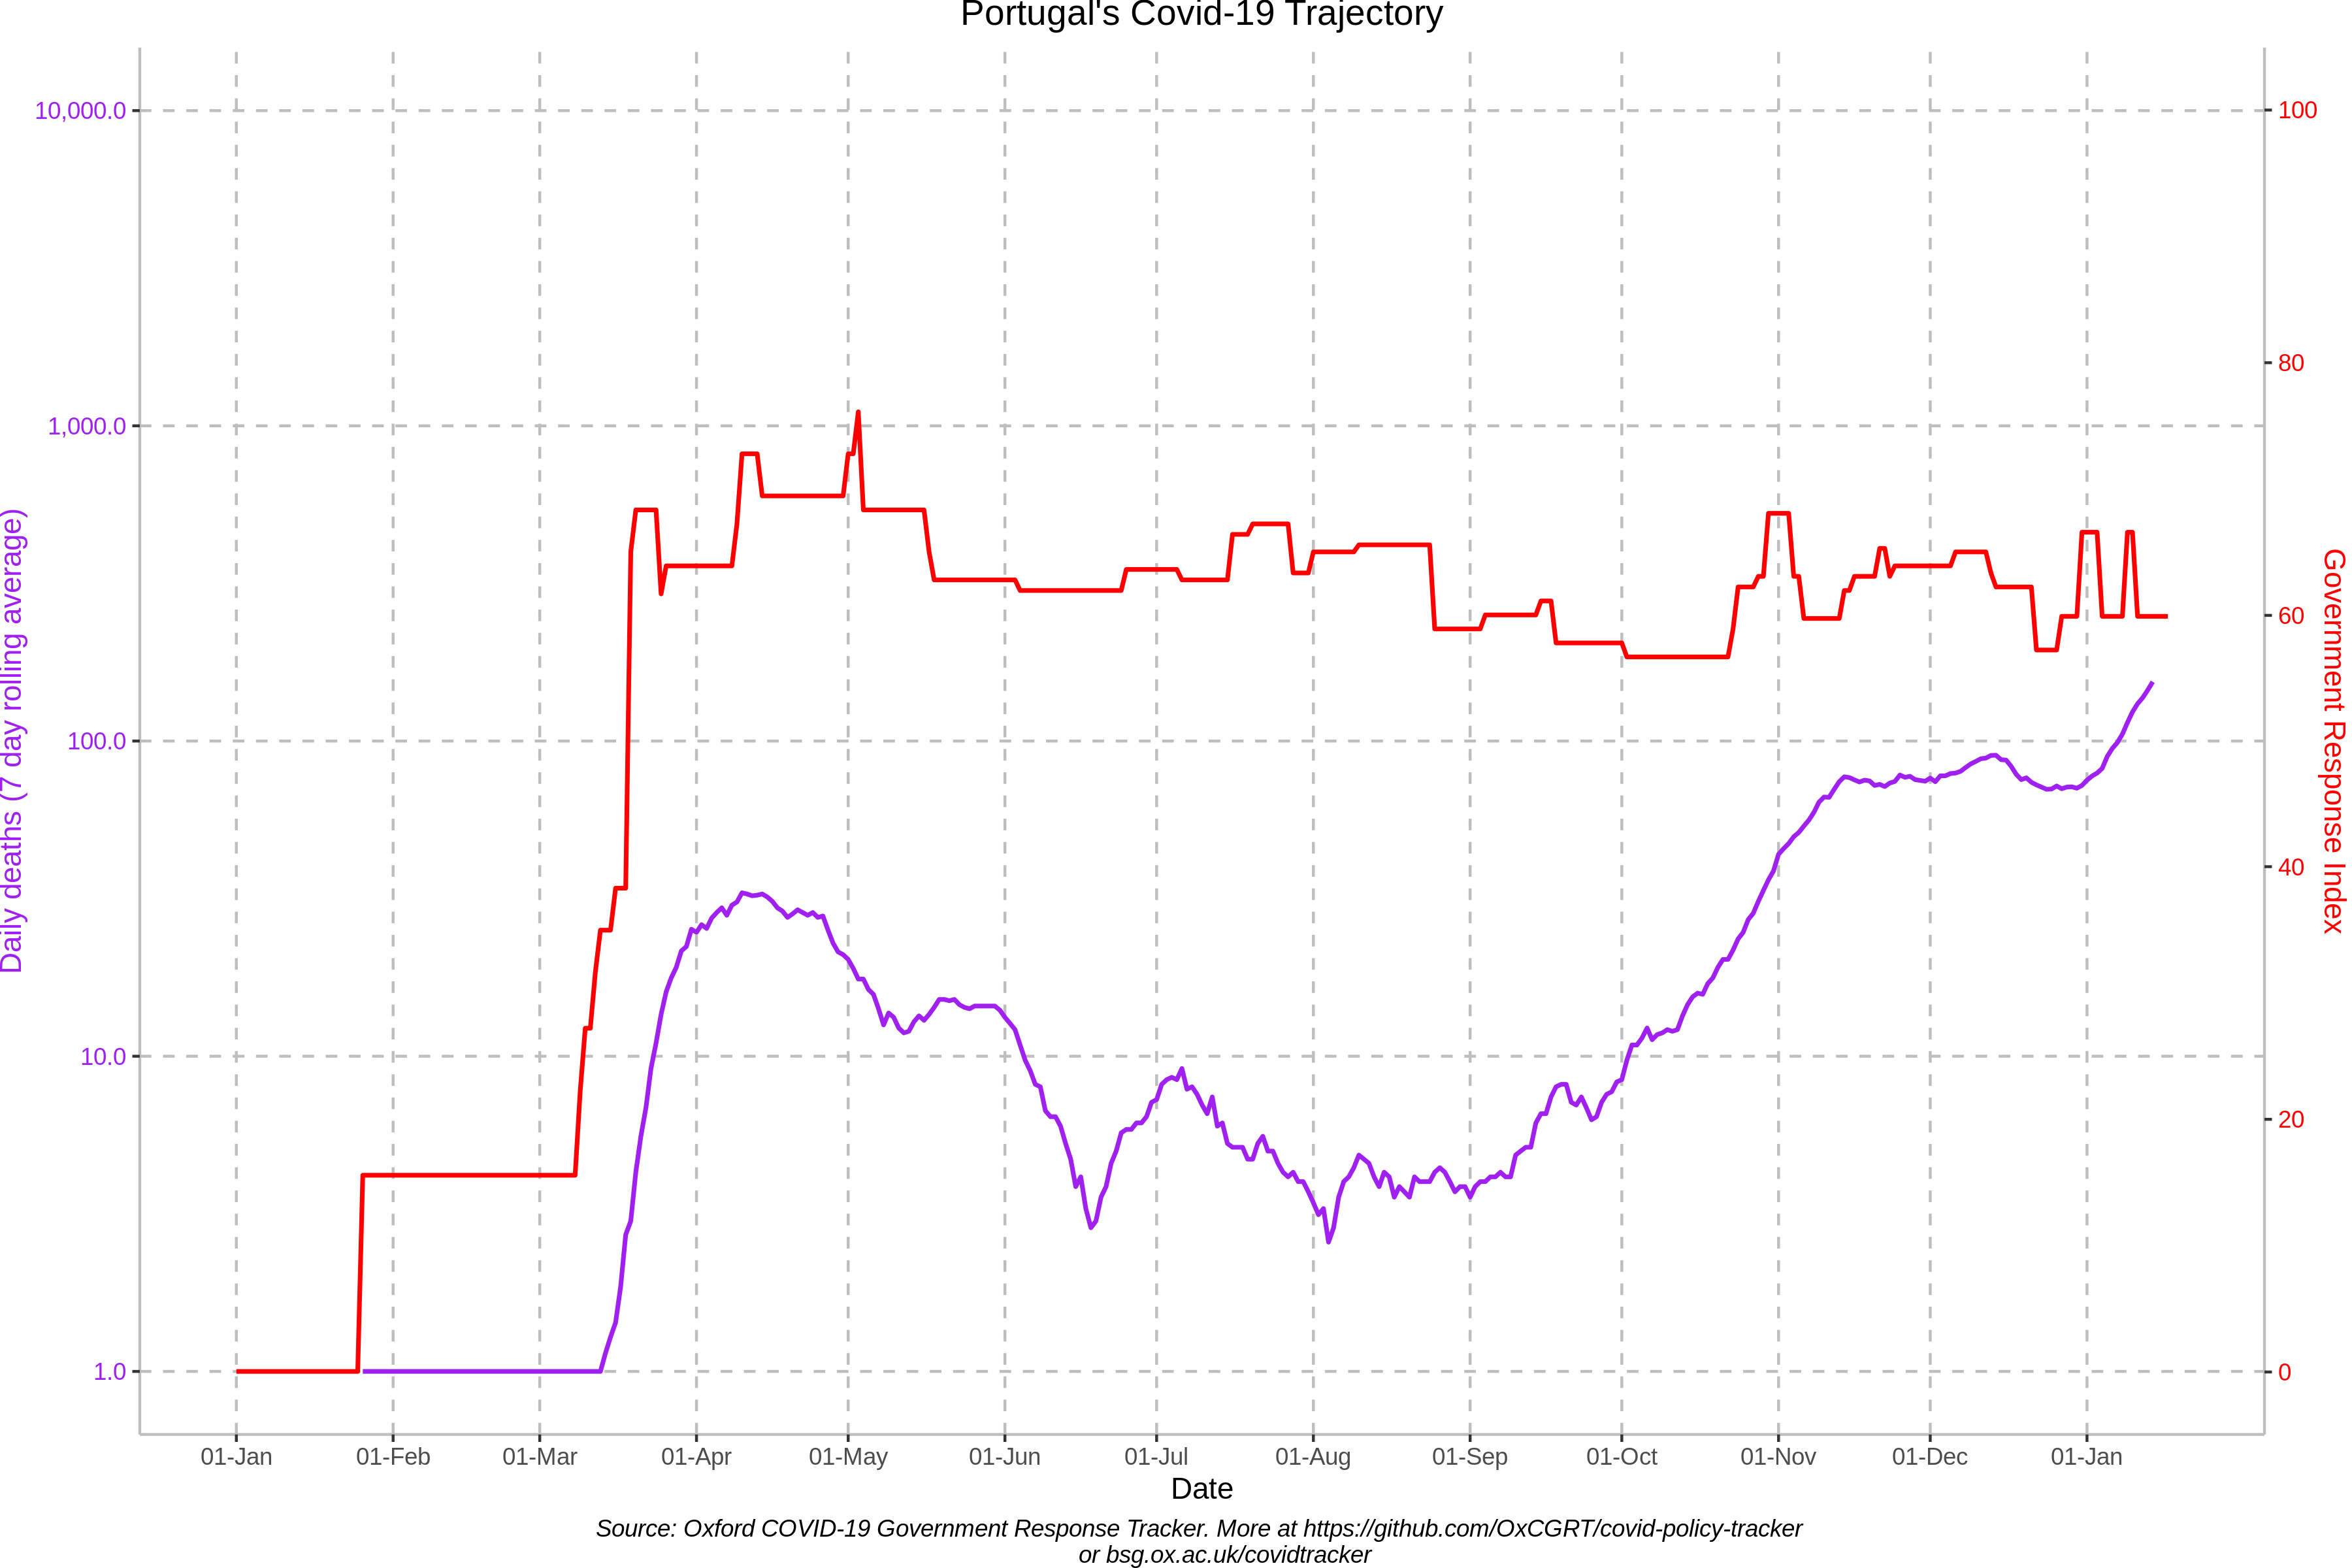 Portugal's Covid-19 Trajectory
10,000.0
1,000.0
100.0
10.0
1.0
Daily deaths (7 day rolling average)
100
80
60
40
20
0
Government Response Index
01-Jan 01-Feb 01-Mar 01-Apr 01-May 01-Jun 01-Jul 01-Aug 01-Sep 01-Oct 01-Nov 01-Dec 01-Jan
Date
Source: Oxford COVID-19 Government Response Tracker. More at https://github.com/OxCGRT/covid-policy-tracker
or bsg.ox.ac.uk/covidtracker